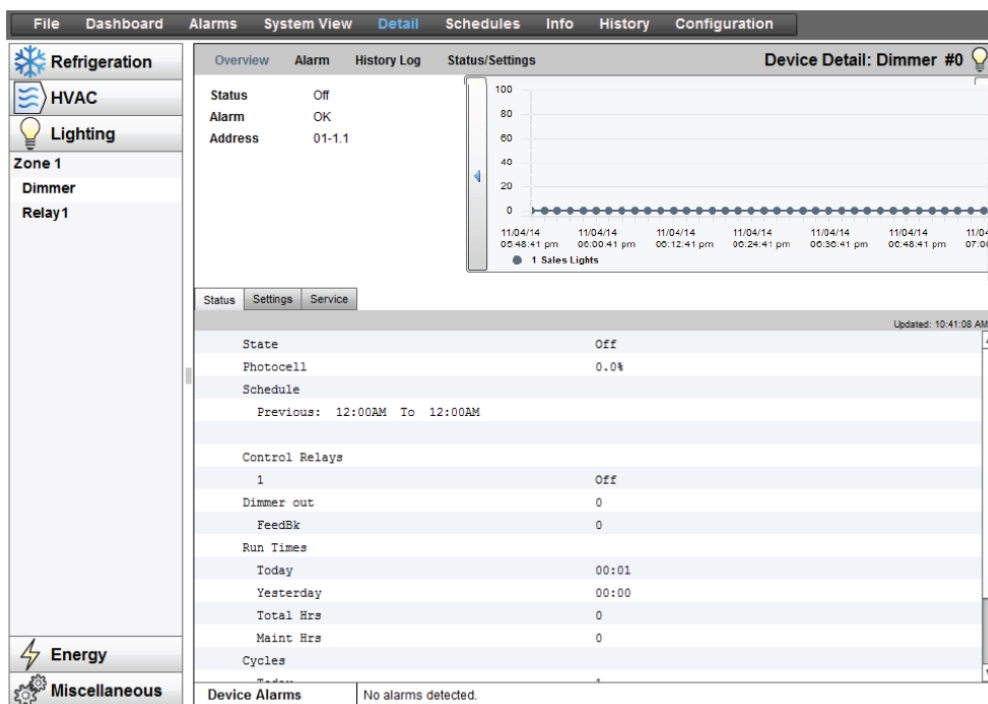 File Dashboard Alarms System View Detail Schedules Info History Configuration
Refrigeration
HVAC
Lighting
Zone 1
Dimmer
Relay1
Energy
Miscellaneous
Overview Alarm History Log Status/Settings Device Detail: Dimmer #0
Status Off
Alarm OK
Address 01-1.1
100
80
60
40
20
0
11/04/14 11/04/14 11/04/14 11/04/14 11/04/14 11/04/14 11/04
05:48:41 pm 06:00:41 pm 06:12:41 pm 06:24:41 pm 06:36:41 pm 06:48:41 pm 07:00
1 Sales Lights
Status Settings Service
Updated: 10:41:08 AM
State Off
Photocell 0.0%
Schedule
Previous: 12:00AM To 12:00AM
Control Relays
1 Off
Dimmer out 0
FeedBk 0
Run Times
Today 00:01
Yesterday 00:00
Total Hrs 0
Maint Hrs 0
Cycles
Device Alarms No alarms detected.